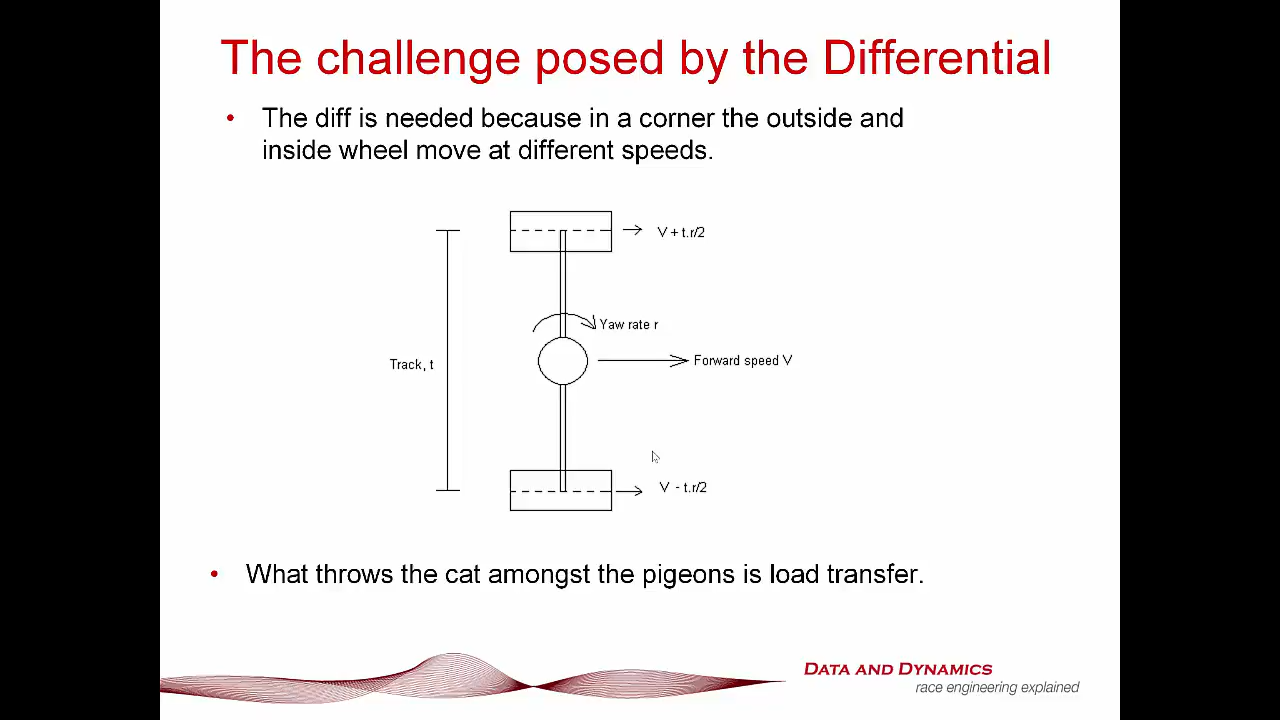 The challenge posed by the Differential
• The diff is needed because in a corner the outside and
inside wheel move at different speeds.
V + t.r/2
Yaw rate r
Forward speed V
Track, t
V - t.r/2
• What throws the cat amongst the pigeons is load transfer.
DATA AND DYNAMICS
race engineering explained